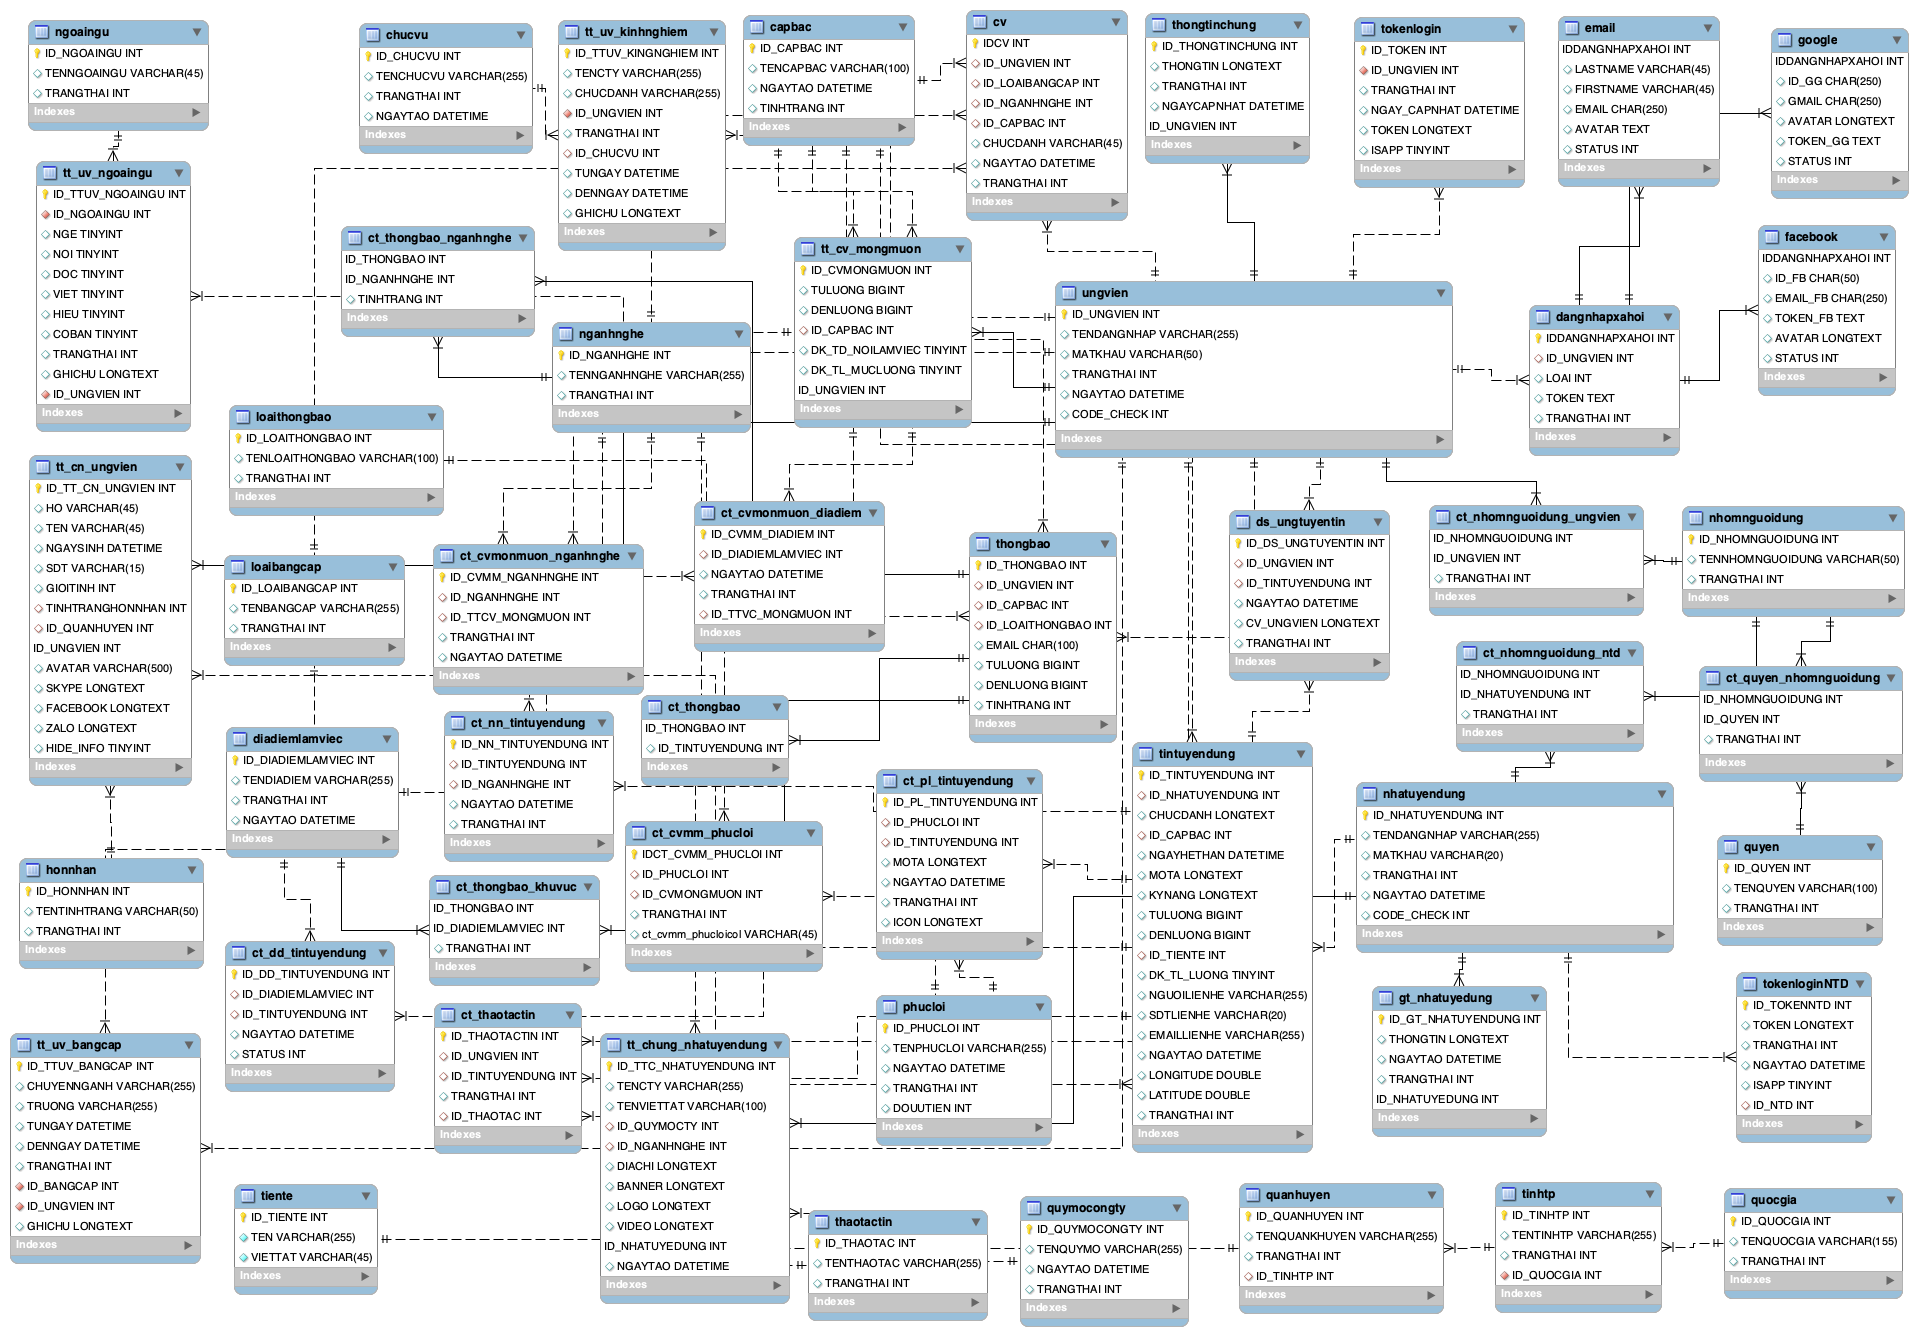 ngoaingu
ID_NGOAINGU INT
TENNGOAINGU VARCHAR(45)
TRANGTHAI INT
Indexes
chucvu
ID_CHUCVU INT
TENCHUCVU VARCHAR(255)
TRANGTHAI INT
NGAYTAO DATETIME
Indexes
tt_uv_kinhnghiem
ID_TTUV_KINGNGHIEM INT
TENCTY VARCHAR(255)
CHUCDANH VARCHAR(255)
ID_UNGVIEN INT
TRANGTHAI INT
ID_CHUCVU INT
TUNGAY DATETIME
DENNGAY DATETIME
GHICHU LONGTEXT
Indexes
capbac
ID_CAPBAC INT
TENCAPBAC VARCHAR(100)
NGAYTAO DATETIME
TINHTRANG INT
Indexes
cv
IDCV INT
ID_UNGVIEN INT
ID_LOAIBANGCAP INT
ID_NGANHNGHE INT
ID_CAPBAC INT
CHUCDANH VARCHAR(45)
NGAYTAO DATETIME
TRANGTHAI INT
Indexes
thongtinchung
ID_THONGTINCHUNG INT
THONGTIN LONGTEXT
TRANGTHAI INT
NGAYCAPNHAT DATETIME
ID_UNGVIEN INT
Indexes
tokenlogin
ID_TOKEN INT
ID_UNGVIEN INT
TRANGTHAI INT
NGAY_CAPNHAT DATETIME
TOKEN LONGTEXT
ISAPP TINYINT
Indexes
email
IDDANGNHAPXAHOI INT
LASTNAME VARCHAR(45)
FIRSTNAME VARCHAR(45)
EMAIL CHAR(250)
AVATAR TEXT
STATUS INT
Indexes
google
IDDANGNHAPXAHOI INT
ID_GG CHAR(250)
GMAIL CHAR(250)
AVATAR LONGTEXT
TOKEN_GG TEXT
STATUS INT
Indexes
tt_uv_ngoaingu
ID_TTUV_NGOAINGU INT
ID_NGOAINGU INT
NGE TINYINT
NOI TINYINT
DOC TINYINT
VIET TINYINT
HIEU TINYINT
COBAN TINYINT
TRANGTHAI INT
GHICHU LONGTEXT
ID_UNGVIEN INT
Indexes
ct_thongbao_nganhnghe
ID_THONGBAO INT
ID_NGANHNGHE INT
TINHTRANG INT
Indexes
nganhnghe
ID_NGANHGHE INT
TENNGANHNGHE VARCHAR(255)
TRANGTHAI INT
Indexes
tt_cv_mongmuon
ID_CVMONGMUON INT
TULUONG BIGINT
DENLUONG BIGINT
ID_CAPBAC INT
DK_TD_NOILAMVIEC TINYINT
DK_TL_MUCLUONG TINYINT
ID_UNGVIEN INT
Indexes
ungvien
ID_UNGVIEN INT
TENDANGNHAP VARCHAR(255)
MATKHAU VARCHAR(50)
TRANGTHAI INT
NGAYTAO DATETIME
CODE_CHECK INT
Indexes
dangnhapxahoi
IDDANGNHAPXAHOI INT
ID_UNGVIEN INT
LOAI INT
TOKEN TEXT
TRANGTHAI INT
Indexes
facebook
IDDANGNHAPXAHOI INT
ID_FB CHAR(50)
EMAIL_FB CHAR(250)
TOKEN_FB TEXT
AVATAR LONGTEXT
STATUS INT
Indexes
loaithongbao
ID_LOAITHONGBAO INT
TENLOAITHONGBAO VARCHAR(100)
TRANGTHAI INT
Indexes
tt_cn_ungvien
ID_TT_CN_UNGVIEN INT
HO VARCHAR(45)
TEN VARCHAR(45)
NGAYSINH DATETIME
SDT VARCHAR(15)
GIOITINH INT
TINHTRANGHONNHAN INT
ID_QUANHUYEN INT
ID_UNGVIEN INT
AVATAR VARCHAR(500)
SKYPE LONGTEXT
FACEBOOK LONGTEXT
ZALO LONGTEXT
HIDE_INFO TINYINT
Indexes
loaibangcap
ID_LOAIBANGCAP INT
TENBANGCAP VARCHAR(255)
TRANGTHAI INT
Indexes
ct_cvmonmuon_nganhnghe
ID_CVMM_NGANHNGHE INT
ID_NGANHNGHE INT
ID_TTCV_MONGMUON INT
TRANGTHAI INT
NGAYTAO DATETIME
Indexes
ct_cvmonmuon_diadiem
ID_CVMM_DIADIEM INT
ID_DIADIEMLAMVIEC INT
NGAYTAO DATETIME
TRANGTHAI INT
ID_TTVC_MONGMUON INT
Indexes
thongbao
ID_THONGBAO INT
ID_UNGVIEN INT
ID_CAPBAC INT
ID_LOAITHONGBAO INT
EMAIL CHAR(100)
TULUONG BIGINT
DENLUONG BIGINT
TINHTRANG INT
Indexes
ds_ungtuyentin
ID_DS_UNGTUYENTIN INT
ID_UNGVIEN INT
ID_TINTUYENDUNG INT
NGAYTAO DATETIME
CV_UNGVIEN LONGTEXT
TRANGTHAI INT
Indexes
ct_nhomnguoidung_ungvien
ID_NHOMNGUOIDUNG INT
ID_UNGVIEN INT
TRANGTHAI INT
Indexes
nhomnguoidung
ID_NHOMNGUOIDUNG INT
TENNHOMNGUOIDUNG VARCHAR(50)
TRANGTHAI INT
Indexes
ct_nhomnguoidung_ntd
ID_NHOMNGUOIDUNG INT
ID_NHATUYENDUNG INT
TRANGTHAI INT
Indexes
ct_quyen_nhomnguoidung
ID_NHOMNGUOIDUNG INT
ID_QUYEN INT
TRANGTHAI INT
Indexes
diadiemlamviec
ID_DIADIEMLAMVIEC INT
TENDIADIEM VARCHAR(255)
TRANGTHAI INT
NGAYTAO DATETIME
Indexes
ct_nn_tintuyendung
ID_NN_TINTUYENDUNG INT
ID_TINTUYENDUNG INT
ID_NGANHNGHE INT
NGAYTAO DATETIME
TRANGTHAI INT
Indexes
ct_thongbao
ID_THONGBAO INT
ID_TINTUYENDUNG INT
Indexes
ct_pl_tintuyendung
ID_PL_TINTUYENDUNG INT
ID_PHUCLOI INT
ID_TINTUYENDUNG INT
MOTA LONGTEXT
NGAYTAO DATETIME
TRANGTHAI INT
ICON LONGTEXT
Indexes
tintuyendung
ID_TINTUYENDUNG INT
ID_NHATUYENDUNG INT
CHUCDANH LONGTEXT
ID_CAPBAC INT
NGAYHETHAN DATETIME
MOTA LONGTEXT
KYNANG LONGTEXT
TULUONG BIGINT
DENLUONG BIGINT
ID_TIENTE INT
DK_TL_LUONG TINYINT
NGUOILIENHE VARCHAR(255)
SDTLIENHE VARCHAR(20)
EMAILLIENHE VARCHAR(255)
NGAYTAO DATETIME
LONGITUDE DOUBLE
LATITUDE DOUBLE
TRANGTHAI INT
Indexes
nhatuyendung
ID_NHATUYENDUNG INT
TENDANGNHAP VARCHAR(255)
MATKHAU VARCHAR(20)
TRANGTHAI INT
NGAYTAO DATETIME
CODE_CHECK INT
Indexes
quyen
ID_QUYEN INT
TENQUYEN VARCHAR(100)
TRANGTHAI INT
Indexes
honnhan
ID_HONNHAN INT
TENTINHTRANG VARCHAR(50)
TRANGTHAI INT
Indexes
ct_cvmm_phucloi
IDCT_CVMM_PHUCLOI INT
ID_PHUCLOI INT
ID_CVMONGMUON INT
TRANGTHAI INT
ct_cvmm_phucloicol VARCHAR(45)
Indexes
ct_thongbao_khuvuc
ID_THONGBAO INT
ID_DIADIEMLAMVIEC INT
TRANGTHAI INT
Indexes
ct_dd_tintuyendung
ID_DD_TINTUYENDUNG INT
ID_DIADIEMLAMVIEC INT
ID_TINTUYENDUNG INT
NGAYTAO DATETIME
STATUS INT
Indexes
ct_thaotactin
ID_THAOTACTIN INT
ID_UNGVIEN INT
ID_TINTUYENDUNG INT
TRANGTHAI INT
ID_THAOTAC INT
Indexes
phucloi
ID_PHUCLOI INT
TENPHUCLOI VARCHAR(255)
NGAYTAO DATETIME
TRANGTHAI INT
DOUUTIEN INT
Indexes
gt_nhatuyedung
ID_GT_NHATUYENDUNG INT
THONGTIN LONGTEXT
NGAYTAO DATETIME
TRANGTHAI INT
ID_NHATUYEDUNG INT
Indexes
tokenloginNTD
ID_TOKENNTD INT
TOKEN LONGTEXT
TRANGTHAI INT
NGAYTAO DATETIME
ISAPP TINYINT
ID_NTD INT
Indexes
tt_uv_bangcap
ID_TTUV_BANGCAP INT
CHUYENNGANH VARCHAR(255)
TRUONG VARCHAR(255)
TUNGAY DATETIME
DENNGAY DATETIME
TRANGTHAI INT
ID_BANGCAP INT
ID_UNGVIEN INT
GHICHU LONGTEXT
Indexes
tt_chung_nhatuyendung
ID_TTC_NHATUYENDUNG INT
TENCTY VARCHAR(255)
TENVIETTAT VARCHAR(100)
ID_QUYMOCTY INT
ID_NGANHNGHE INT
DIACHI LONGTEXT
BANNER LONGTEXT
LOGO LONGTEXT
VIDEO LONGTEXT
ID_NHATUYEDUNG INT
NGAYTAO DATETIME
Indexes
tiente
ID_TIENTE INT
TEN VARCHAR(255)
VIETTAT VARCHAR(45)
Indexes
thaotactin
ID_THAOTAC INT
TENTHAOTAC VARCHAR(255)
TRANGTHAI INT
Indexes
quymocongty
ID_QUYMOCONGTY INT
TENQUYMO VARCHAR(255)
NGAYTAO DATETIME
TRANGTHAI INT
Indexes
quanhuyen
ID_QUANHUYEN INT
TENQUANKHUYEN VARCHAR(255)
TRANGTHAI INT
ID_TINHTP INT
Indexes
tinhtp
ID_TINHTP INT
TENTINHTP VARCHAR(255)
TRANGTHAI INT
ID_QUOCGIA INT
Indexes
quocgia
ID_QUOCGIA INT
TENQUOCGIA VARCHAR(155)
TRANGTHAI INT
Indexes